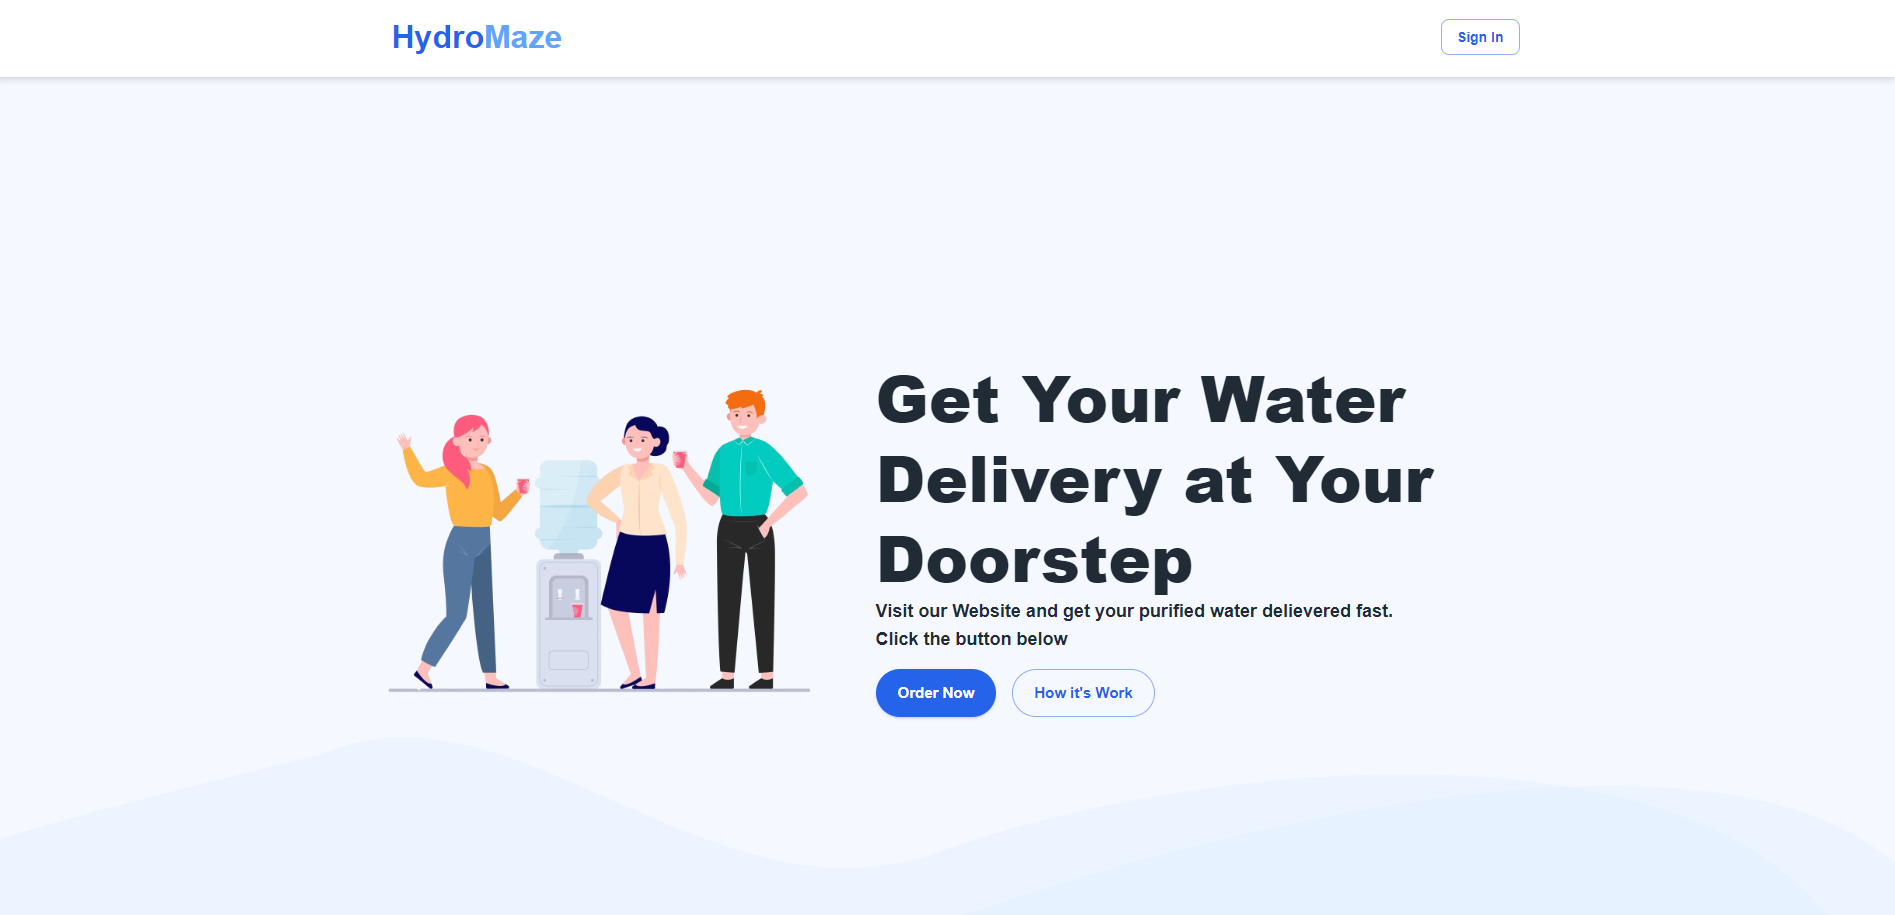 HydroMaze
Sign In
Get Your Water
Delivery at Your
Doorstep
Visit our Website and get your purified water delievered fast.
Click the button below
Order Now
How it's Work